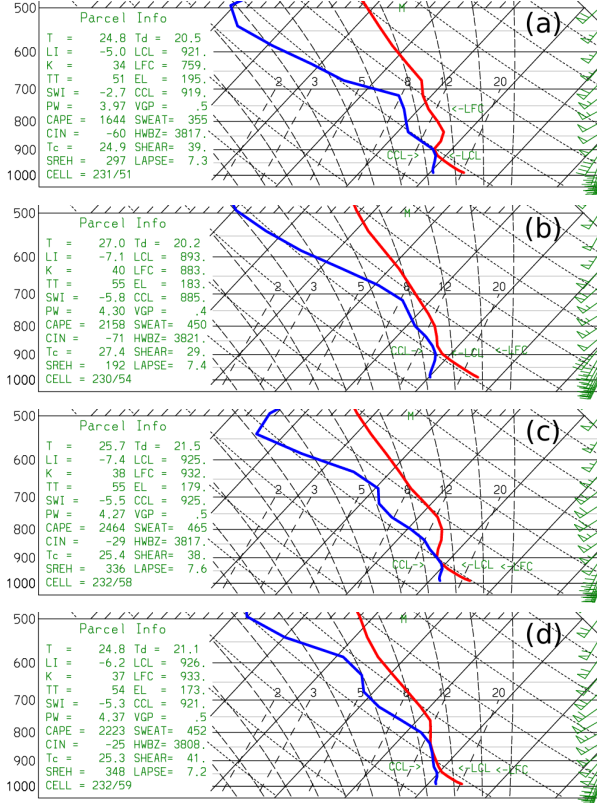 (a)
Parcel Info
T = 24.8 Td = 20.5
LI = -5.0 LCL = 921.
K = 34 LFC = 759.
TT = 51 EL = 195.
SWI = -2.7 CCL = 919.
PW = 3.97 VGP = .5
CAPE = 1644 SWEAT= 355
CIN = -60 HWBZ= 3817.
Tc = 24.9 SHEAR= 39.
SREH = 297 LAPSE= 7.3
CELL = 231/51
500
600
700
800
900
1000
M
2 3 5 8 12 20
<-LFC
CCL-> <-LCL
(b)
Parcel Info
T = 27.0 Td = 20.2
LI = -7.1 LCL = 893.
K = 40 LFC = 883.
TT = 55 EL = 183.
SWI = -5.8 CCL = 885.
PW = 4.30 VGP = .4
CAPE = 2158 SWEAT= 450
CIN = -71 HWBZ= 3821.
Tc = 27.4 SHEAR= 29.
SREH = 192 LAPSE= 7.4
CELL = 230/54
500
600
700
800
900
1000
M
2 3 5 8 12 20
CCL-> <-LCL <-LFC
(c)
Parcel Info
T = 25.7 Td = 21.5
LI = -7.4 LCL = 925.
K = 38 LFC = 932.
TT = 55 EL = 179.
SWI = -5.5 CCL = 925.
PW = 4.27 VGP = .5
CAPE = 2464 SWEAT= 465
CIN = -29 HWBZ= 3817.
Tc = 25.4 SHEAR= 38.
SREH = 336 LAPSE= 7.6
CELL = 232/58
500
600
700
800
900
1000
M
2 3 5 8 12 20
CCL-> <-LCL <-LFC
(d)
Parcel Info
T = 24.8 Td = 21.1
LI = -6.2 LCL = 926.
K = 37 LFC = 933.
TT = 54 EL = 173.
SWI = -5.3 CCL = 921.
PW = 4.37 VGP = .5
CAPE = 2223 SWEAT= 452
CIN = -25 HWBZ= 3808.
Tc = 25.3 SHEAR= 41.
SREH = 348 LAPSE= 7.2
CELL = 232/59
500
600
700
800
900
1000
M
2 3 5 8 12 20
CCL-> <-LCL <-LFC